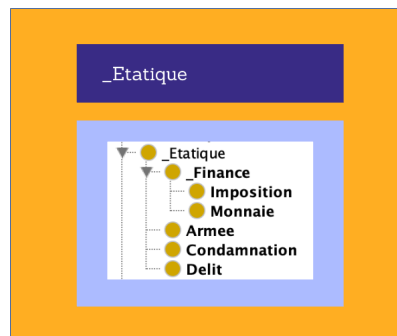 _Etatique
_Etatique
_Finance
Imposition
Monnaie
Armee
Condamnation
Delit